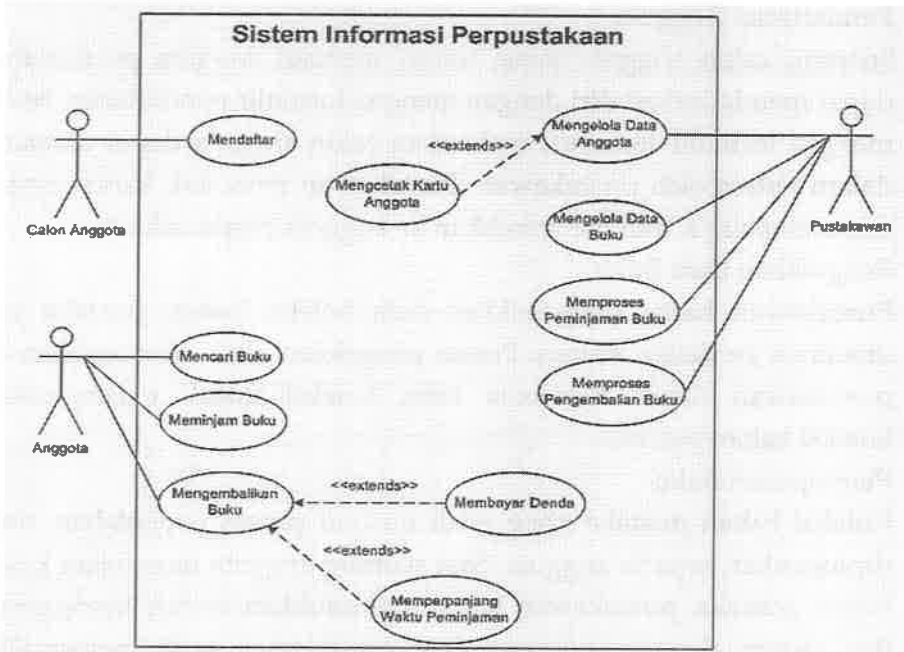 Sistem Informasi Perpustakaan
Mendaftar
<<extends>>
Mengelola Data
Anggota
Mencetak Kartu
Anggota
Calon Anggota
Mengelola Data
Buku
Pustakawan
Memproses
Peminjaman Buku
Mencari Buku
Memproses
Pengembalian Buku
Meminjam Buku
Anggota
Mengembalikan
Buku
<<extends>>
Membayar Denda
<<extends>>
Memperpanjang
Waktu Peminjaman